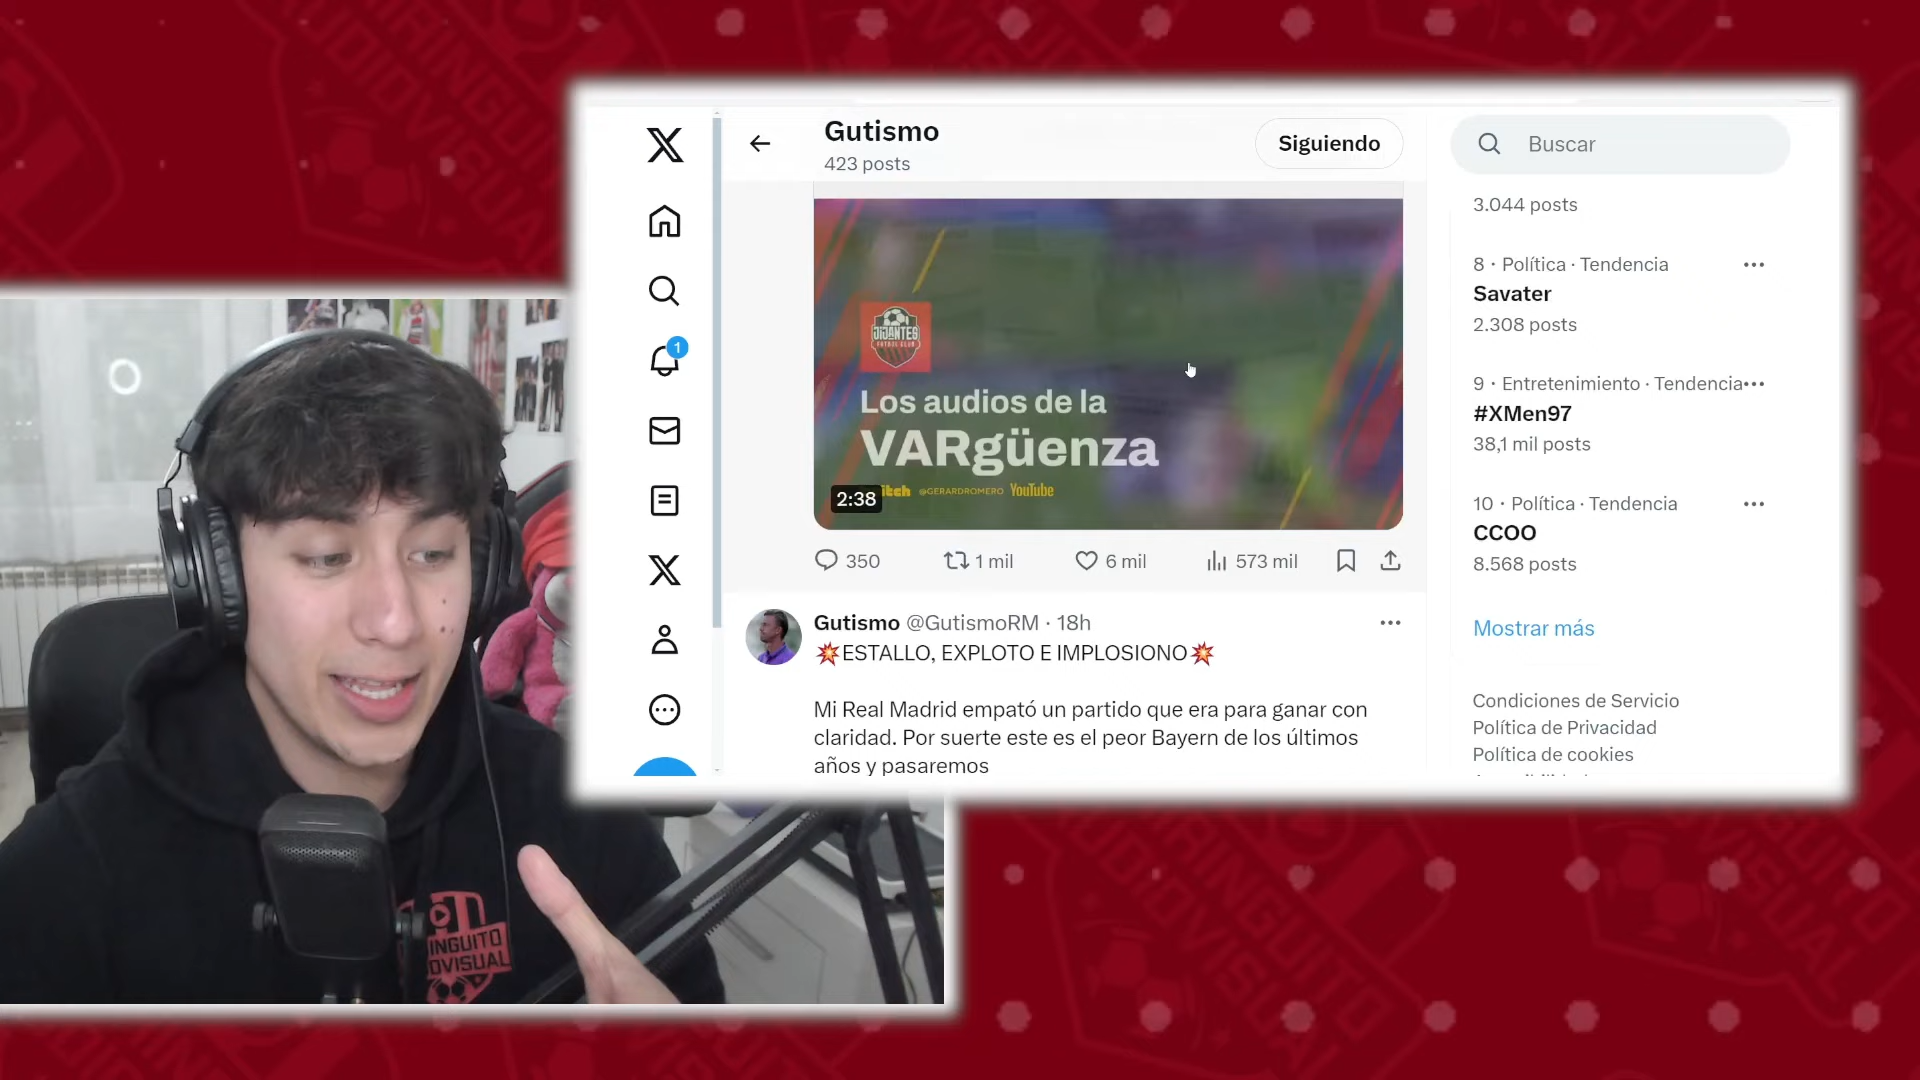 Gutismo
423 posts
Siguiendo
Buscar
JIJANTES
FUTBOL CLUB
Los audios de la
VARgüenza
2:38
@GERARDROMERO YouTube
350
1 mil
6 mil
573 mil
Gutismo @GutismoRM · 18h
💥ESTALLO, EXPLOTO E IMPLOSIONO💥
Mi Real Madrid empató un partido que era para ganar con
claridad. Por suerte este es el peor Bayern de los últimos
años y pasaremos
1
3.044 posts
8 · Política · Tendencia
Savater
2.308 posts
9 · Entretenimiento · Tendencia
#XMen97
38,1 mil posts
10 · Política · Tendencia
CCOO
8.568 posts
Mostrar más
Condiciones de Servicio
Política de Privacidad
Política de cookies